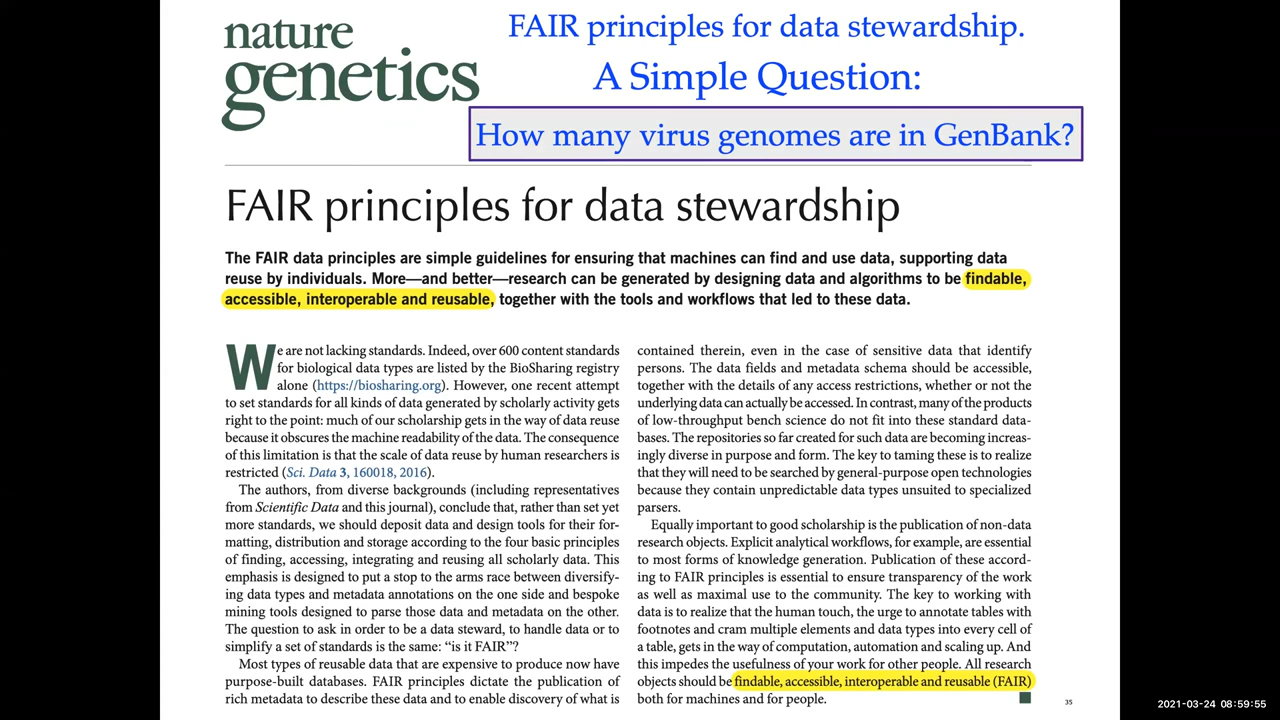 nature
genetics
FAIR principles for data stewardship.
A Simple Question:
How many virus genomes are in GenBank?
FAIR principles for data stewardship
The FAIR data principles are simple guidelines for ensuring that machines can find and use data, supporting data
reuse by individuals. More—and better—research can be generated by designing data and algorithms to be findable,
accessible, interoperable and reusable, together with the tools and workflows that led to these data.
We are not lacking standards. Indeed, over 600 content standards
for biological data types are listed by the BioSharing registry
alone (https://biosharing.org). However, one recent attempt
to set standards for all kinds of data generated by scholarly activity gets
right to the point: much of our scholarship gets in the way of data reuse
because it obscures the machine readability of the data. The consequence
of this limitation is that the scale of data reuse by human researchers is
restricted (Sci. Data 3, 160018, 2016).
The authors, from diverse backgrounds (including representatives
from Scientific Data and this journal), conclude that, rather than set yet
more standards, we should deposit data and design tools for their for-
matting, distribution and storage according to the four basic principles
of finding, accessing, integrating and reusing all scholarly data. This
emphasis is designed to put a stop to the arms race between diversify-
ing data types and metadata annotations on the one side and bespoke
mining tools designed to parse those data and metadata on the other.
The question to ask in order to be a data steward, to handle data or to
simplify a set of standards is the same: “is it FAIR”?
Most types of reusable data that are expensive to produce now have
purpose-built databases. FAIR principles dictate the publication of
rich metadata to describe these data and to enable discovery of what is
contained therein, even in the case of sensitive data that identify
persons. The data fields and metadata schema should be accessible,
together with the details of any access restrictions, whether or not the
underlying data can actually be accessed. In contrast, many of the products
of low-throughput bench science do not fit into these standard data-
bases. The repositories so far created for such data are becoming increas-
ingly diverse in purpose and form. The key to taming these is to realize
that they will need to be searched by general-purpose open technologies
because they contain unpredictable data types unsuited to specialized
parsers.
Equally important to good scholarship is the publication of non-data
research objects. Explicit analytical workflows, for example, are essential
to most forms of knowledge generation. Publication of these accord-
ing to FAIR principles is essential to ensure transparency of the work
as well as maximal use to the community. The key to working with
data is to realize that the human touch, the urge to annotate tables with
footnotes and cram multiple elements and data types into every cell of
a table, gets in the way of computation, automation and scaling up. And
this impedes the usefulness of your work for other people. All research
objects should be findable, accessible, interoperable and reusable (FAIR)
both for machines and for people.
35
2021-03-24 08:59:55